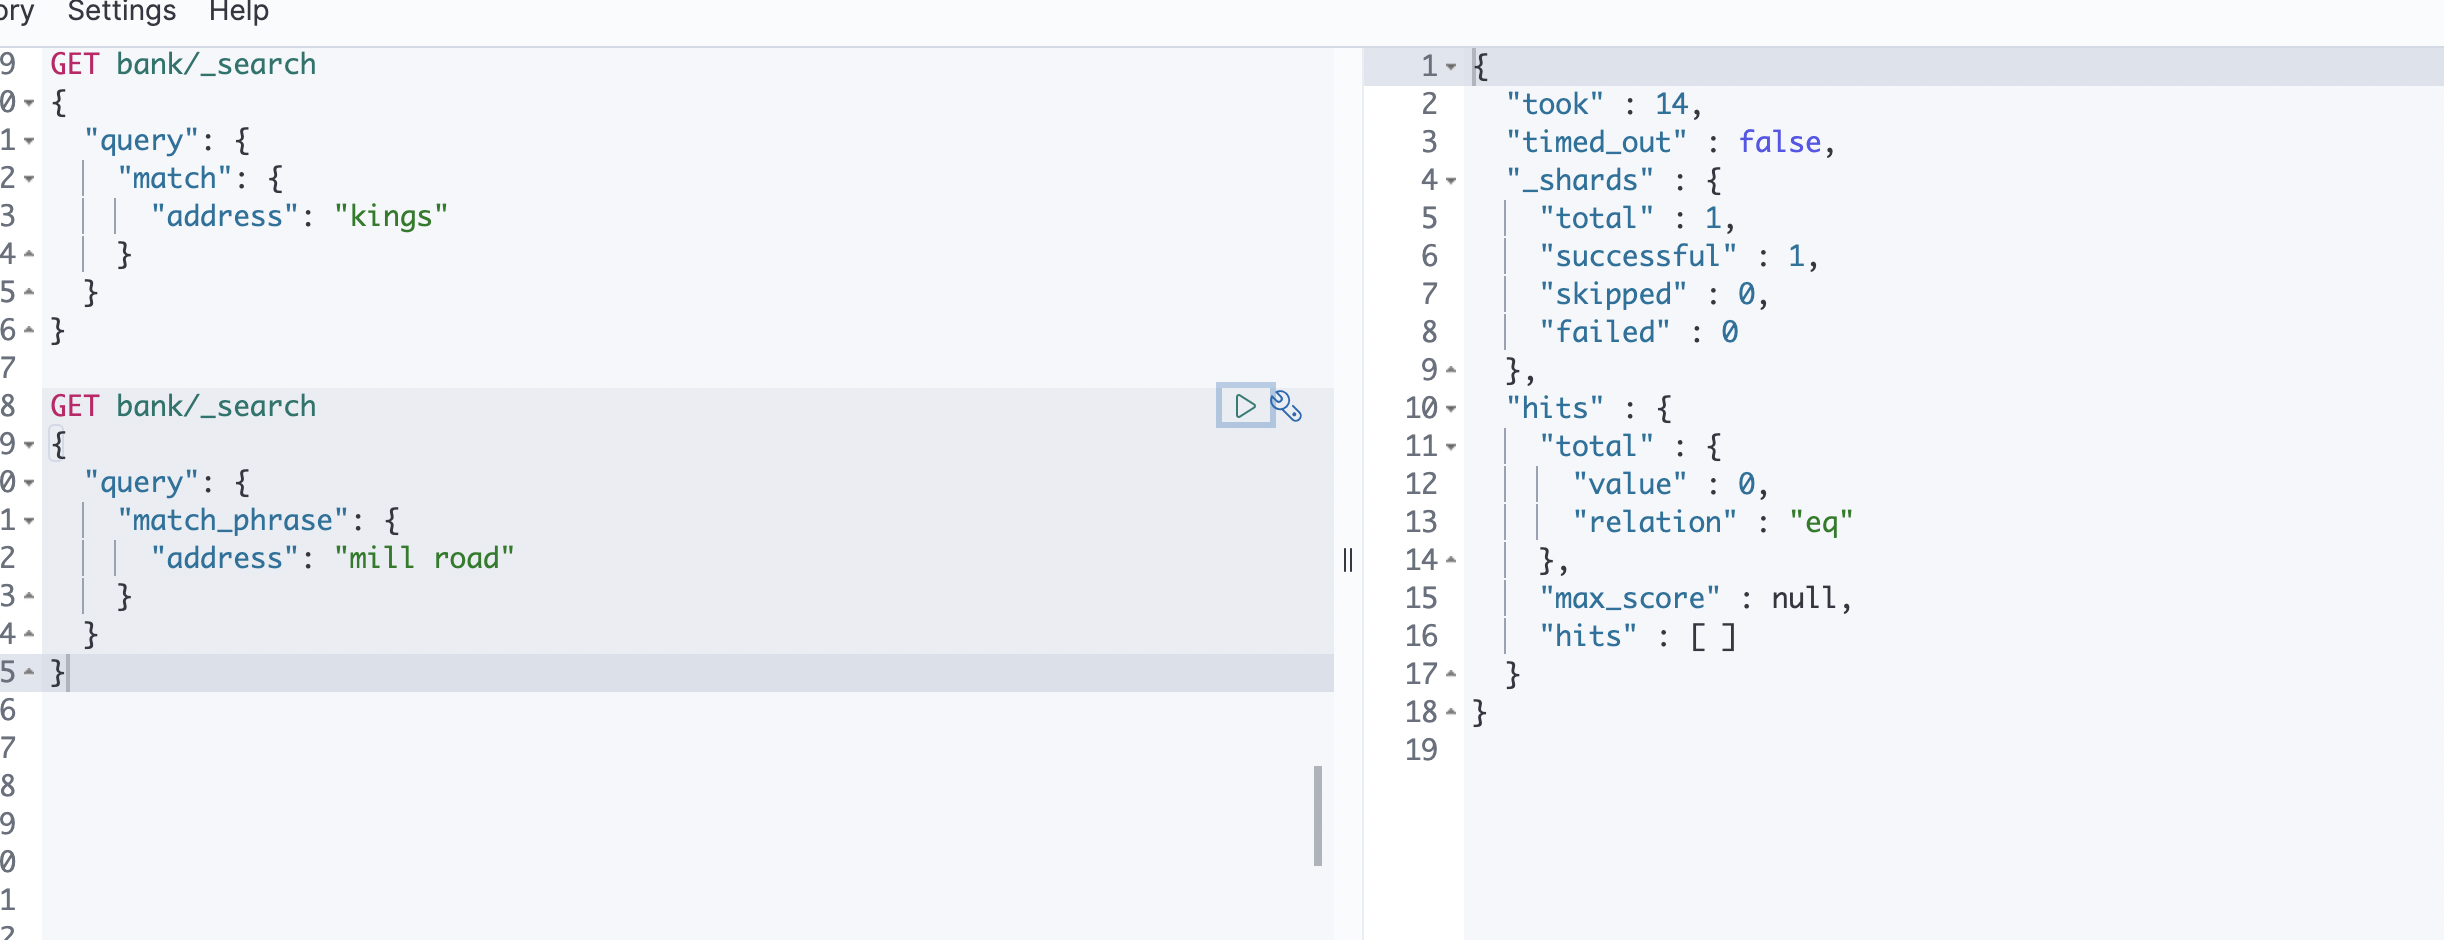 ory Settings Help
9 GET bank/_search
0 {
1   "query": {
2     "match": {
3       "address": "kings"
4     }
5   }
6 }
7
8 GET bank/_search
9 {
0   "query": {
1     "match_phrase": {
2       "address": "mill road"
3     }
4   }
5 }
6
7
8
9
0
1
2
1 {
2   "took" : 14,
3   "timed_out" : false,
4   "_shards" : {
5     "total" : 1,
6     "successful" : 1,
7     "skipped" : 0,
8     "failed" : 0
9   },
10   "hits" : {
11     "total" : {
12       "value" : 0,
13       "relation" : "eq"
14     },
15     "max_score" : null,
16     "hits" : [ ]
17   }
18 }
19